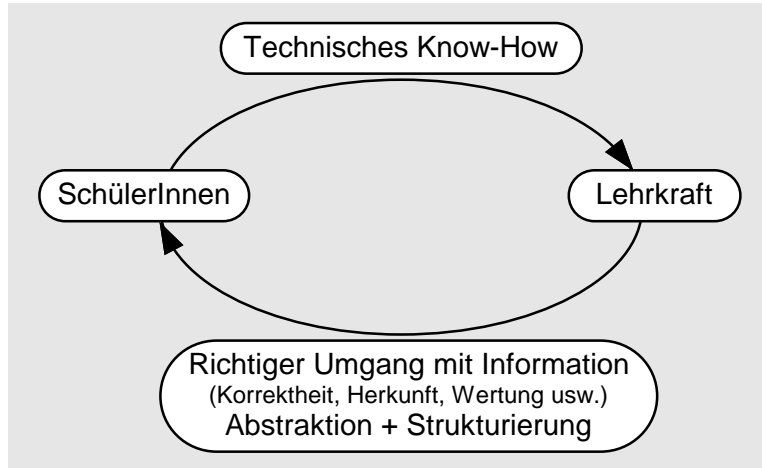 Technisches Know-How
SchülerInnen
Lehrkraft
Richtiger Umgang mit Information
(Korrektheit, Herkunft, Wertung usw.)
Abstraktion + Strukturierung